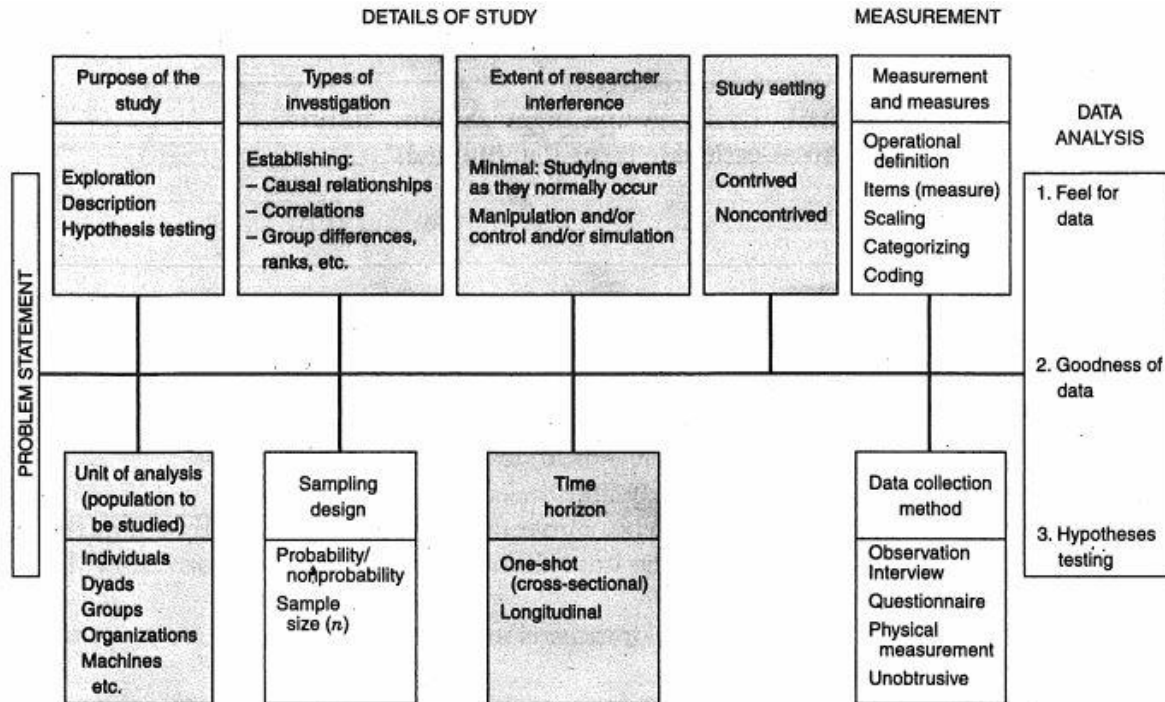 DETAILS OF STUDY
MEASUREMENT
Purpose of the
study
Exploration
Description
Hypothesis testing
Types of
investigation
Establishing:
– Causal relationships
– Correlations
– Group differences,
ranks, etc.
Extent of researcher
interference
Minimal: Studying events
as they normally occur
Manipulation and/or
control and/or simulation
Study setting
Contrived
Noncontrived
Measurement
and measures
Operational
definition
Items (measure)
Scaling
Categorizing
Coding
DATA
ANALYSIS
1. Feel for
data
2. Goodness of
data
3. Hypotheses
testing
PROBLEM STATEMENT
Unit of analysis
(population to
be studied)
Individuals
Dyads
Groups
Organizations
Machines
etc.
Sampling
design
Probability/
nonprobability
Sample
size (n)
Time
horizon
One-shot
(cross-sectional)
Longitudinal
Data collection
method
Observation
Interview
Questionnaire
Physical
measurement
Unobtrusive